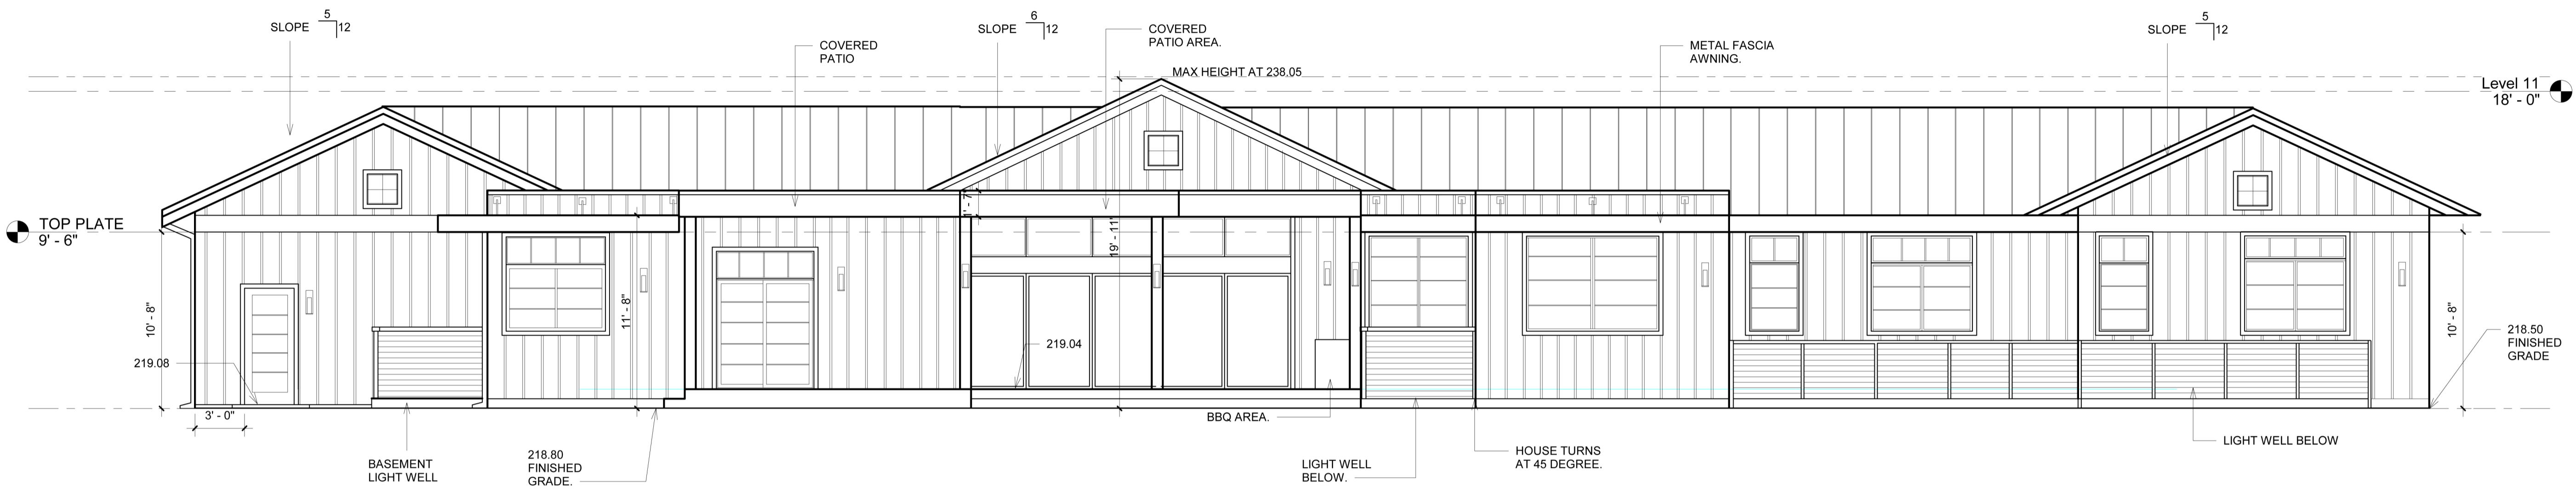 SLOPE 5
12
SLOPE 6
12
COVERED
PATIO AREA.
SLOPE 5
12
COVERED
PATIO
METAL FASCIA
AWNING.
MAX HEIGHT AT 238.05
Level 11
18' - 0"
TOP PLATE
9' - 6"
1' - 7"
19' - 11"
10' - 8"
11' - 8"
10' - 8"
219.08
219.04
218.50
FINISHED
GRADE
3' - 0"
BBQ AREA.
BASEMENT
LIGHT WELL
218.80
FINISHED
GRADE.
LIGHT WELL
BELOW.
HOUSE TURNS
AT 45 DEGREE.
LIGHT WELL BELOW